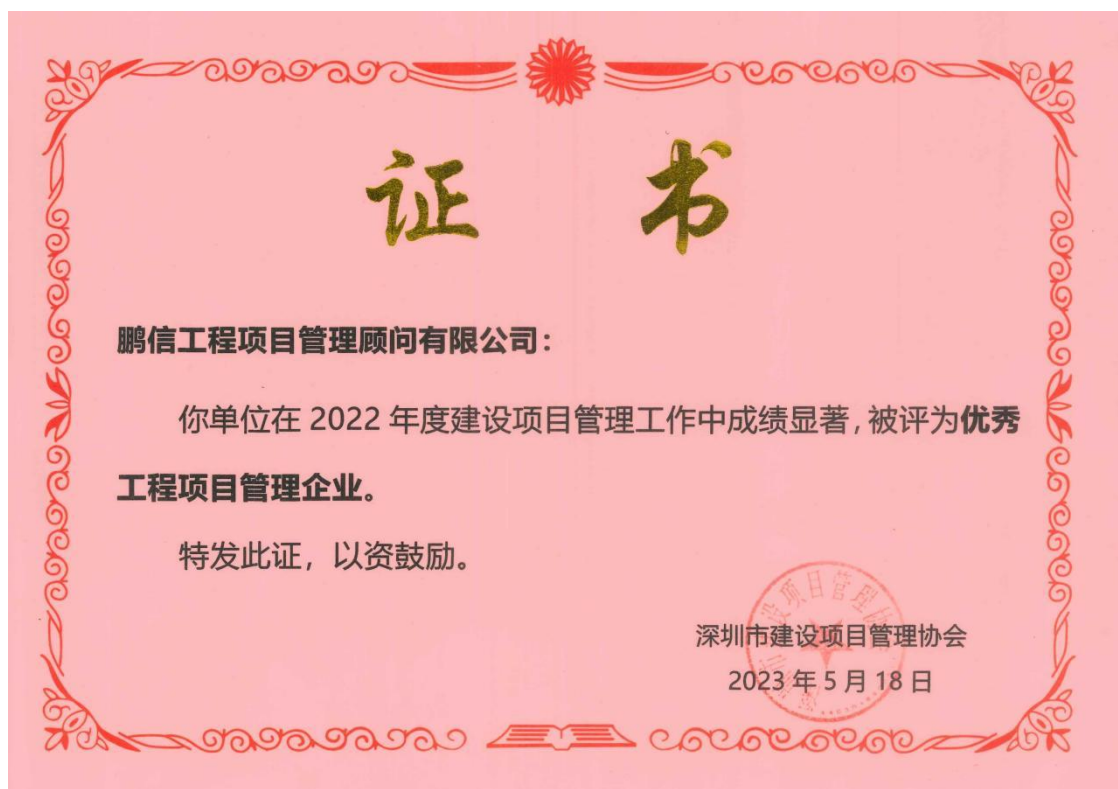 证 书
鹏信工程项目管理顾问有限公司：
你单位在 2022 年度建设项目管理工作中成绩显著，被评为优秀
工程项目管理企业。
特发此证，以资鼓励。
深圳市建设项目管理协会
2023 年 5 月 18 日